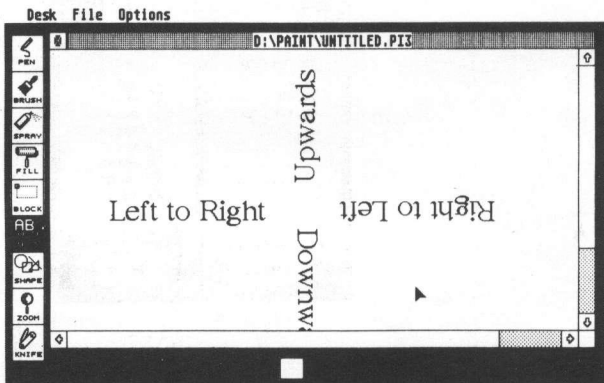 Desk File Options
D:\PAINT\UNTITLED.PI3
PEN
BRUSH
SPRAY
FILL
BLOCK
AB
SHAPE
ZOOM
KNIFE
Upwards
Left to Right
Right to Left
Downwa